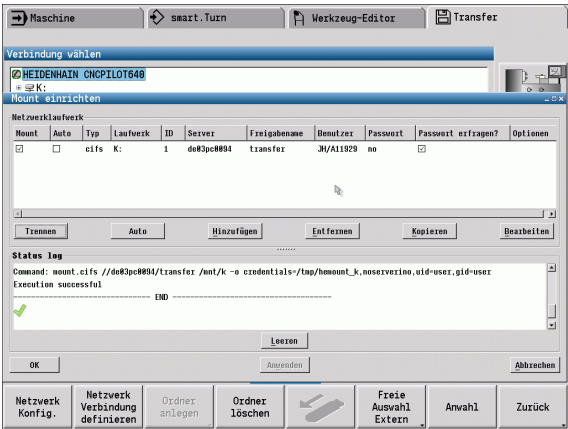 Maschine smart.Turn Werkzeug-Editor Transfer
Verbindung wählen
HEIDENHAIN CNCPILOT640
K:
Mount einrichten
Netzwerklaufwerk
Mount Auto Typ Laufwerk ID Server Freigabename Benutzer Passwort Passwort erfragen? Optionen
cifs K: 1 de03pc0094 transfer JH/A11929 no
Trennen Auto Hinzufügen Entfernen Kopieren Bearbeiten
Status log
Command: mount.cifs //de03pc0094/transfer /mnt/k -o credentials=/tmp/hemount_k,noserverino,uid=user,gid=user
Execution successful
-------------------------------- END -------------------------------------
Leeren
OK Anwenden Abbrechen
Netzwerk Konfig.
Netzwerk Verbindung definieren
Ordner anlegen
Ordner löschen
Freie Auswahl Extern
Anwahl
Zurück